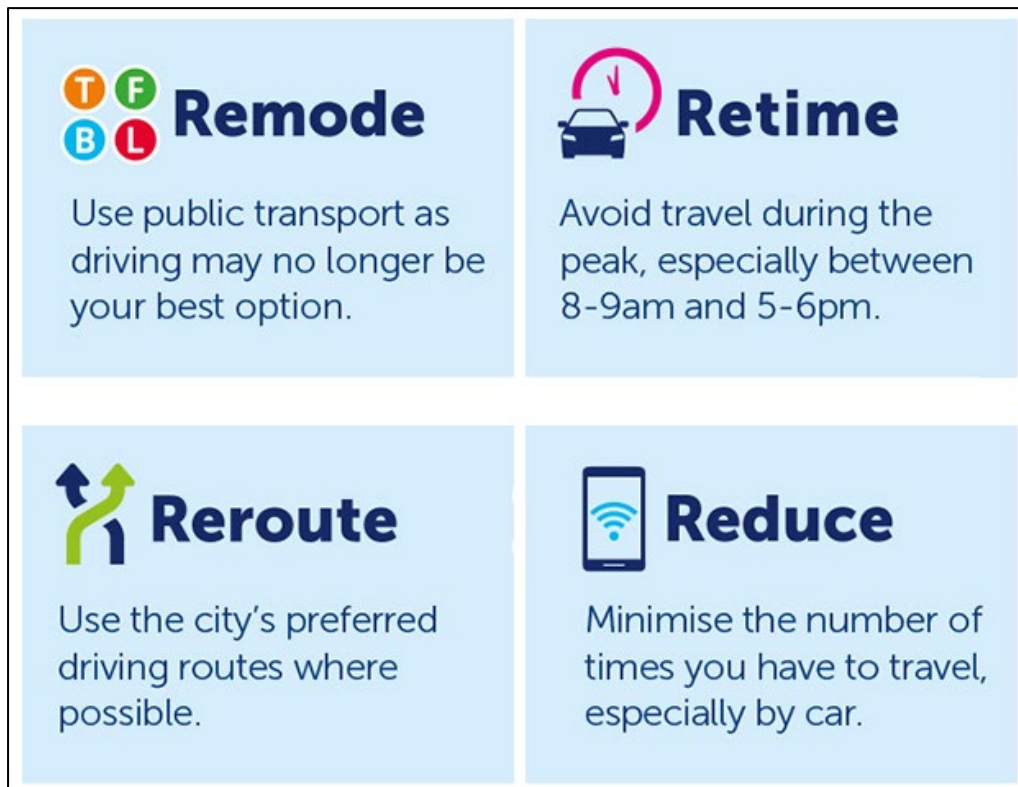 T F
B L
Remode
Use public transport as
driving may no longer be
your best option.
Retime
Avoid travel during the
peak, especially between
8-9am and 5-6pm.
Reroute
Use the city's preferred
driving routes where
possible.
Reduce
Minimise the number of
times you have to travel,
especially by car.